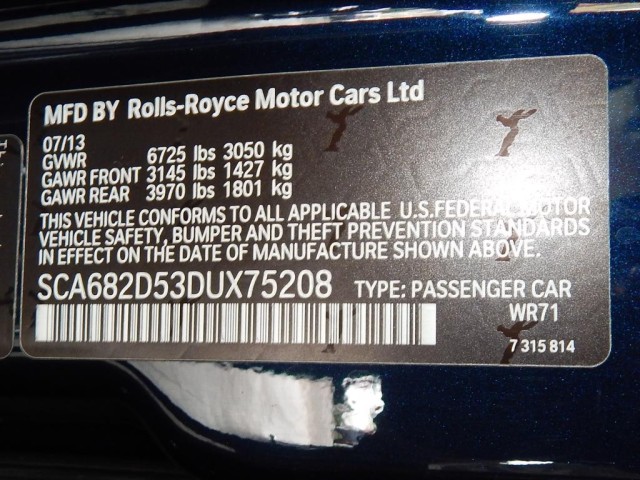 MFD BY Rolls-Royce Motor Cars Ltd
07/13
GVWR 6725 lbs 3050 kg
GAWR FRONT 3145 lbs 1427 kg
GAWR REAR 3970 lbs 1801 kg
THIS VEHICLE CONFORMS TO ALL APPLICABLE U.S.FEDERAL MOTOR
VEHICLE SAFETY, BUMPER AND THEFT PREVENTION STANDARDS
IN EFFECT ON THE DATE OF MANUFACTURE SHOWN ABOVE.
SCA682D53DUX75208 TYPE: PASSENGER CAR
WR71
7 315 814